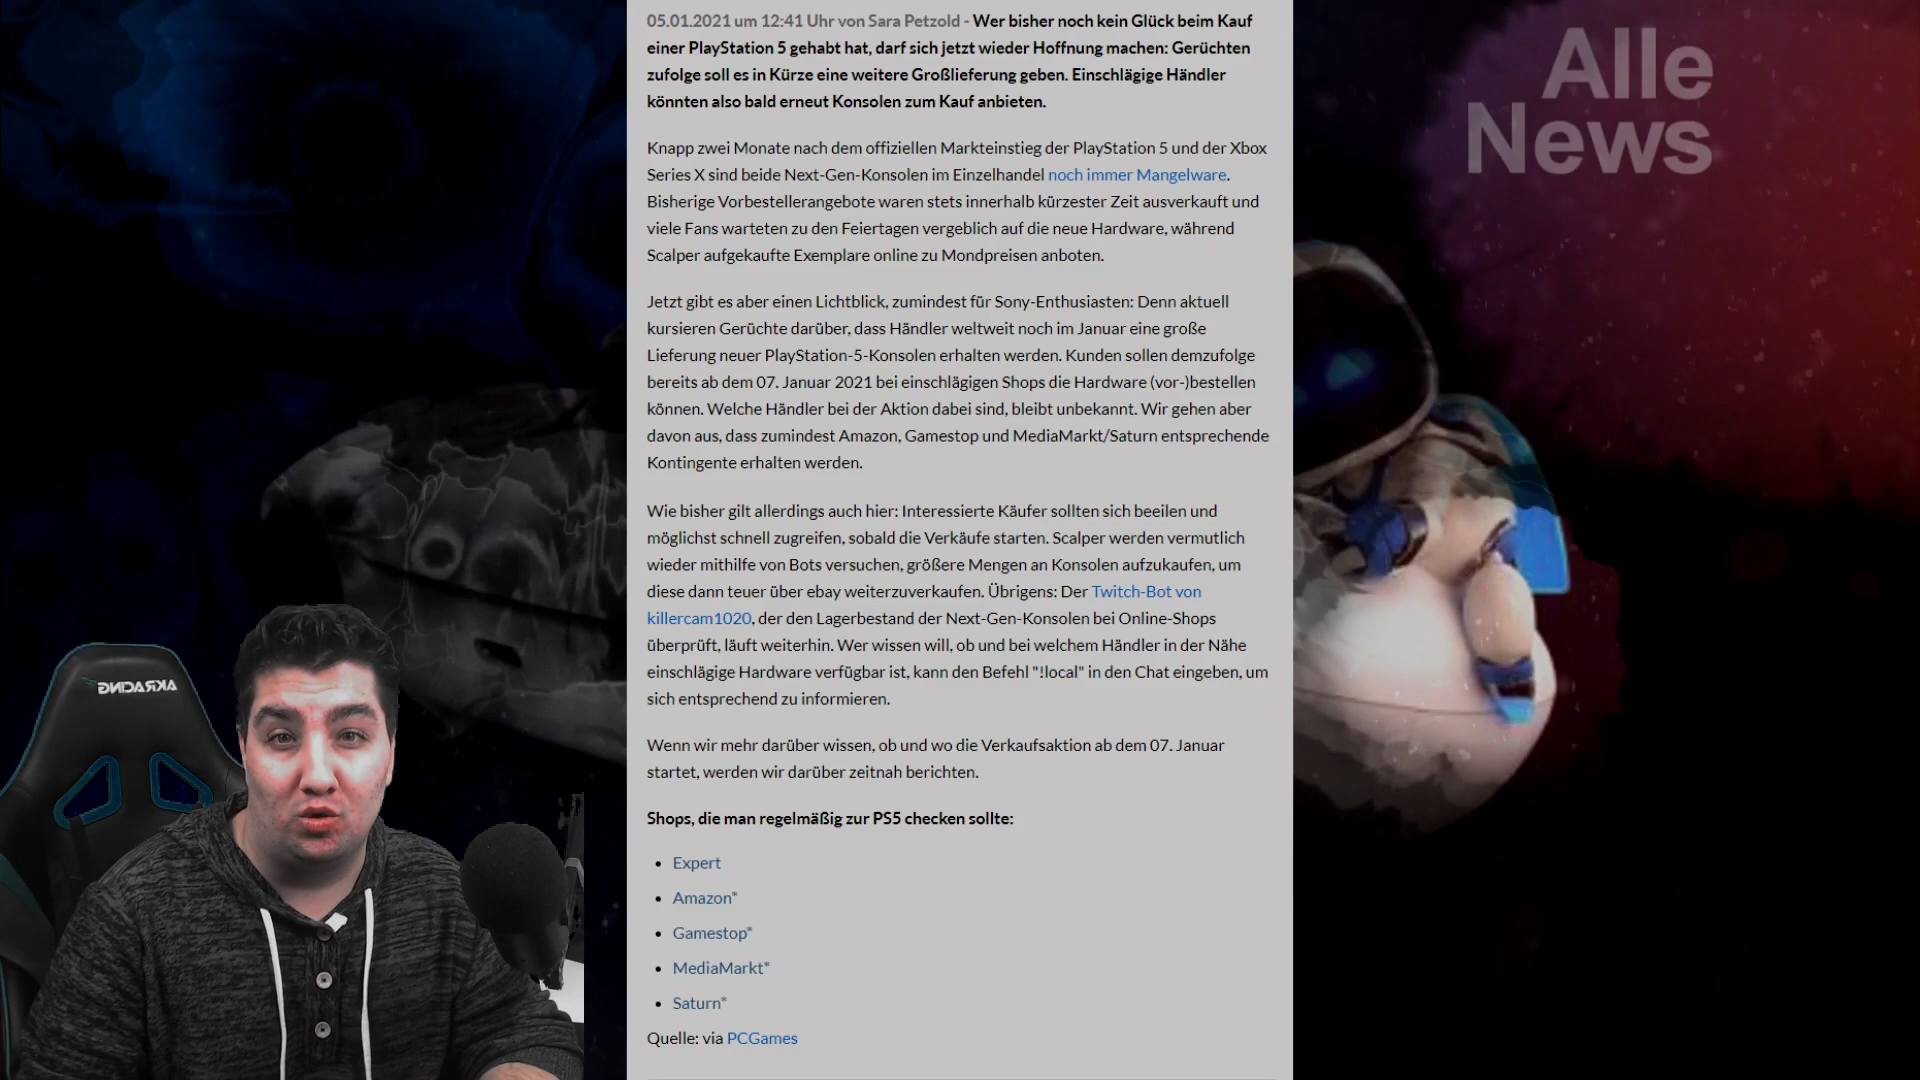 05.01.2021 um 12:41 Uhr von Sara Petzold - Wer bisher noch kein Glück beim Kauf
einer PlayStation 5 gehabt hat, darf sich jetzt wieder Hoffnung machen: Gerüchten
zufolge soll es in Kürze eine weitere Großlieferung geben. Einschlägige Händler
könnten also bald erneut Konsolen zum Kauf anbieten.
Knapp zwei Monate nach dem offiziellen Markteinstieg der PlayStation 5 und der Xbox
Series X sind beide Next-Gen-Konsolen im Einzelhandel noch immer Mangelware.
Bisherige Vorbestellerangebote waren stets innerhalb kürzester Zeit ausverkauft und
viele Fans warteten zu den Feiertagen vergeblich auf die neue Hardware, während
Scalper aufgekaufte Exemplare online zu Mondpreisen anboten.
Jetzt gibt es aber einen Lichtblick, zumindest für Sony-Enthusiasten: Denn aktuell
kursieren Gerüchte darüber, dass Händler weltweit noch im Januar eine große
Lieferung neuer PlayStation-5-Konsolen erhalten werden. Kunden sollen demzufolge
bereits ab dem 07. Januar 2021 bei einschlägigen Shops die Hardware (vor-)bestellen
können. Welche Händler bei der Aktion dabei sind, bleibt unbekannt. Wir gehen aber
davon aus, dass zumindest Amazon, Gamestop und MediaMarkt/Saturn entsprechende
Kontingente erhalten werden.
Wie bisher gilt allerdings auch hier: Interessierte Käufer sollten sich beeilen und
möglichst schnell zugreifen, sobald die Verkäufe starten. Scalper werden vermutlich
wieder mithilfe von Bots versuchen, größere Mengen an Konsolen aufzukaufen, um
diese dann teuer über ebay weiterzuverkaufen. Übrigens: Der Twitch-Bot von
killercam1020, der den Lagerbestand der Next-Gen-Konsolen bei Online-Shops
überprüft, läuft weiterhin. Wer wissen will, ob und bei welchem Händler in der Nähe
einschlägige Hardware verfügbar ist, kann den Befehl "!local" in den Chat eingeben, um
sich entsprechend zu informieren.
Wenn wir mehr darüber wissen, ob und wo die Verkaufsaktion ab dem 07. Januar
startet, werden wir darüber zeitnah berichten.
Shops, die man regelmäßig zur PS5 checken sollte:
• Expert
• Amazon*
• Gamestop*
• MediaMarkt*
• Saturn*
Quelle: via PCGames
Alle
News
AKRACING